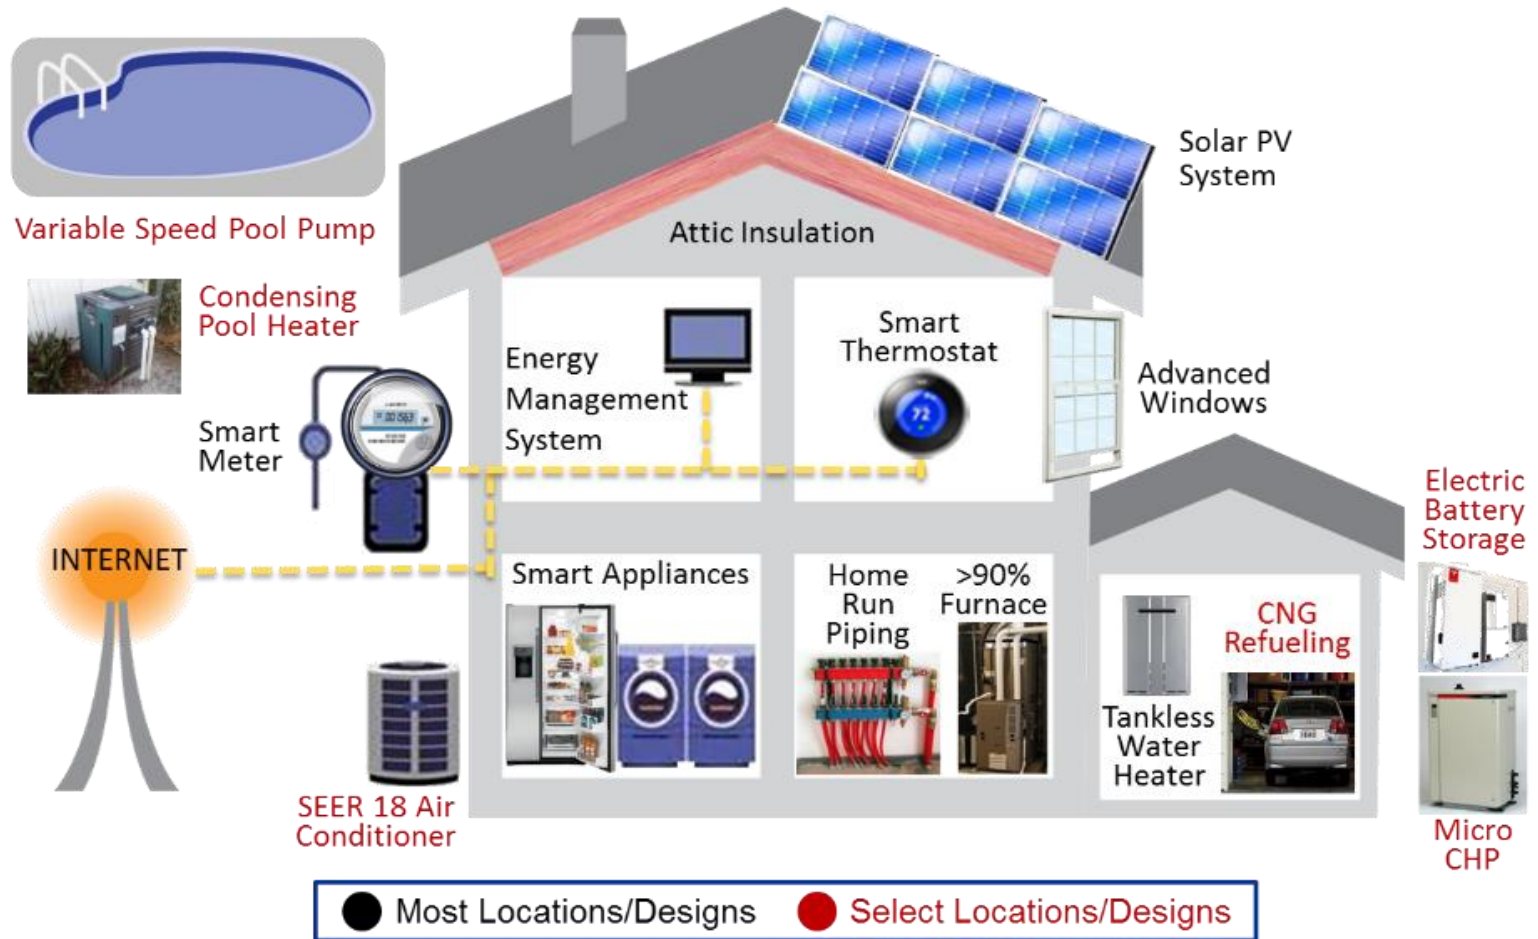 Solar PV
System
Variable Speed Pool Pump
Attic Insulation
Condensing
Pool Heater
Energy
Management
System
Smart
Thermostat
72
Advanced
Windows
Smart
Meter
INTERNET
Electric
Battery
Storage
Smart Appliances
Home
Run
Piping
>90%
Furnace
CNG
Refueling
Tankless
Water
Heater
SEER 18 Air
Conditioner
Micro
CHP
Most Locations/Designs
Select Locations/Designs